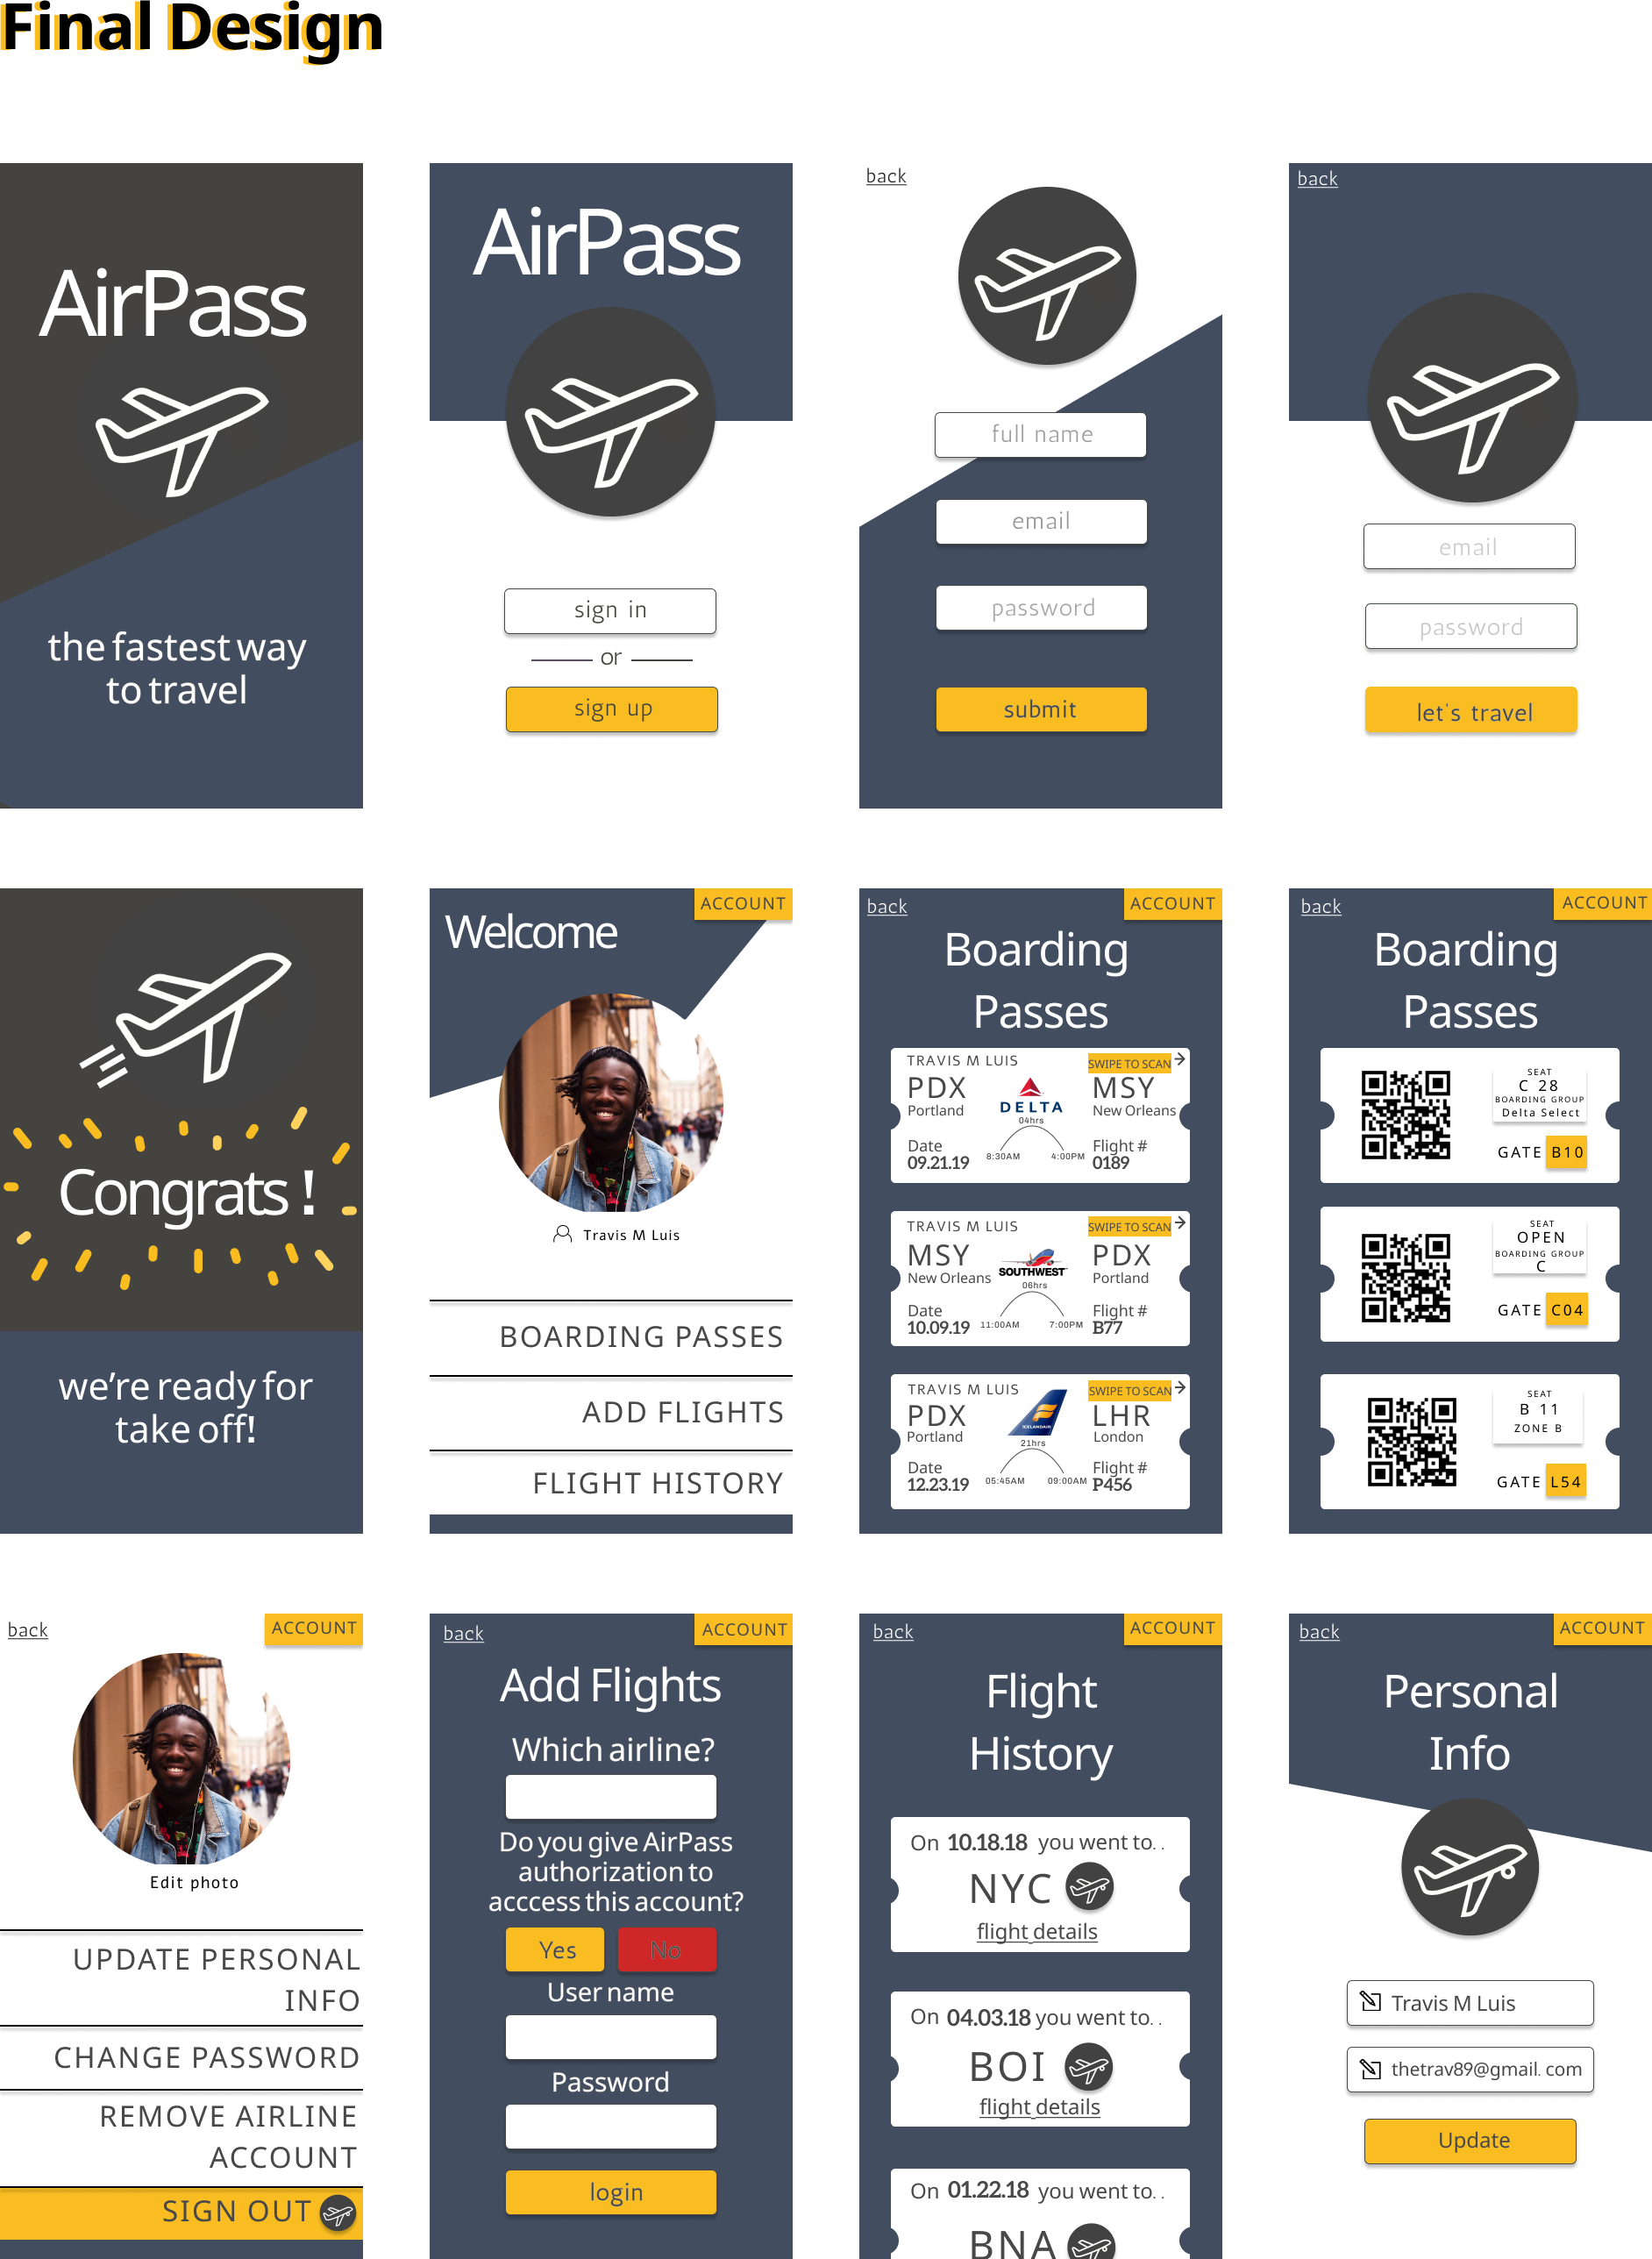 Final Design
AirPass
the fastest way
to travel
AirPass
sign in
or
sign up
back
full name
email
password
submit
back
email
password
let's travel
Congrats !
we're ready for
take off!
ACCOUNT
Welcome
Travis M Luis
BOARDING PASSES
ADD FLIGHTS
FLIGHT HISTORY
back
ACCOUNT
Boarding
Passes
TRAVIS M LUIS SWIPE TO SCAN
PDX DELTA MSY
Portland New Orleans
04hrs
Date Flight #
09.21.19 8:30AM 4:00PM 0189
TRAVIS M LUIS SWIPE TO SCAN
MSY SOUTHWEST PDX
New Orleans Portland
06hrs
Date Flight #
10.09.19 11:00AM 7:00PM B77
TRAVIS M LUIS SWIPE TO SCAN
PDX ICELANDAIR LHR
Portland London
21hrs
Date Flight #
12.23.19 05:45AM 09:00AM P456
back
ACCOUNT
Boarding
Passes
SEAT
C 28
BOARDING GROUP
Delta Select
GATE B10
SEAT
OPEN
BOARDING GROUP
C
GATE C04
SEAT
B 11
ZONE B
GATE L54
back
ACCOUNT
Edit photo
UPDATE PERSONAL
INFO
CHANGE PASSWORD
REMOVE AIRLINE
ACCOUNT
SIGN OUT
back
ACCOUNT
Add Flights
Which airline?
Do you give AirPass
authorization to
acccess this account?
Yes No
User name
Password
login
back
ACCOUNT
Flight
History
On 10.18.18 you went to. .
NYC
flight details
On 04.03.18 you went to. .
BOI
flight details
On 01.22.18 you went to. .
BNA
back
ACCOUNT
Personal
Info
Travis M Luis
thetrav89@gmail. com
Update